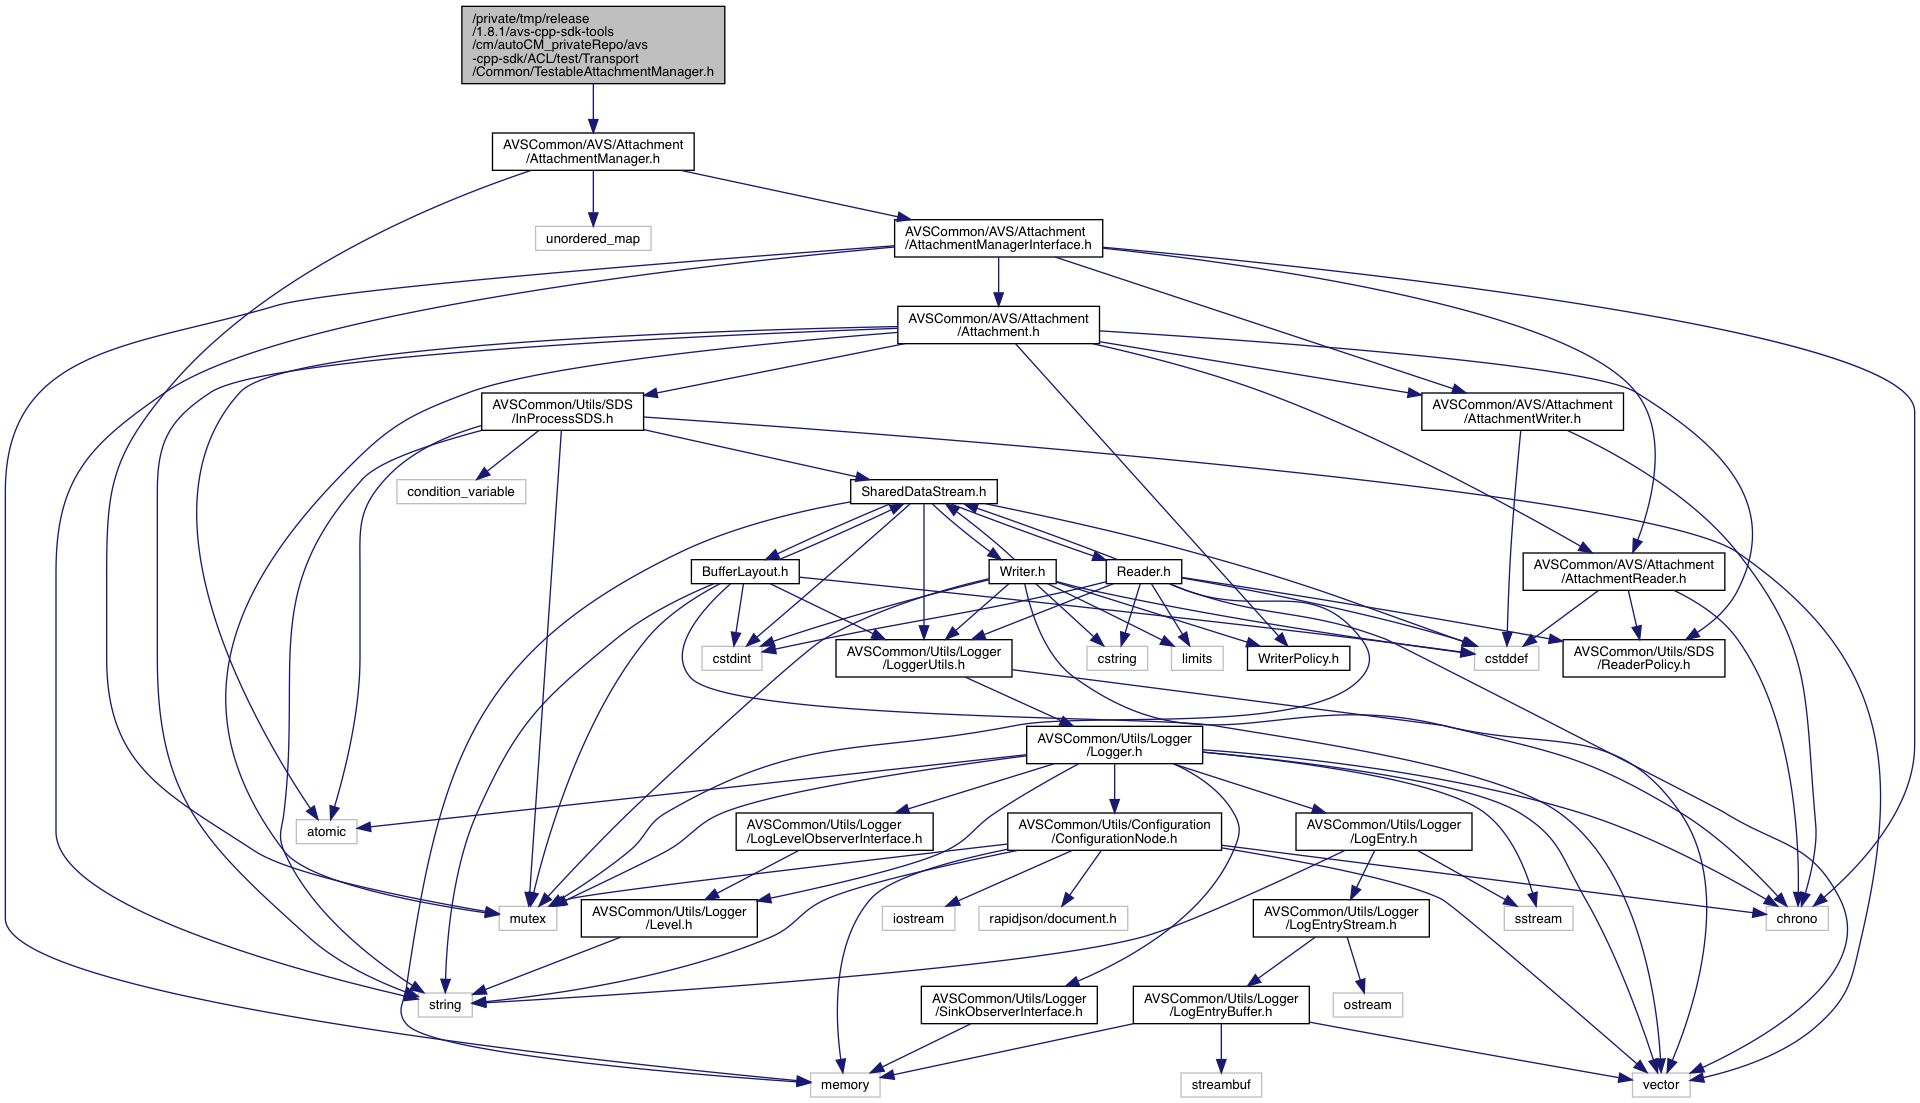 /private/tmp/release
/1.8.1/avs-cpp-sdk-tools
/cm/autoCM_privateRepo/avs
-cpp-sdk/ACL/test/Transport
/Common/TestableAttachmentManager.h
AVSCommon/AVS/Attachment
/AttachmentManager.h
unordered_map
AVSCommon/AVS/Attachment
/AttachmentManagerInterface.h
AVSCommon/AVS/Attachment
/Attachment.h
AVSCommon/Utils/SDS
/InProcessSDS.h
AVSCommon/AVS/Attachment
/AttachmentWriter.h
condition_variable
SharedDataStream.h
BufferLayout.h
Writer.h
Reader.h
AVSCommon/AVS/Attachment
/AttachmentReader.h
cstdint
AVSCommon/Utils/Logger
/LoggerUtils.h
cstring
limits
WriterPolicy.h
cstddef
AVSCommon/Utils/SDS
/ReaderPolicy.h
AVSCommon/Utils/Logger
/Logger.h
atomic
AVSCommon/Utils/Logger
/LogLevelObserverInterface.h
AVSCommon/Utils/Configuration
/ConfigurationNode.h
AVSCommon/Utils/Logger
/LogEntry.h
mutex
AVSCommon/Utils/Logger
/Level.h
iostream
rapidjson/document.h
AVSCommon/Utils/Logger
/LogEntryStream.h
sstream
chrono
string
AVSCommon/Utils/Logger
/SinkObserverInterface.h
AVSCommon/Utils/Logger
/LogEntryBuffer.h
ostream
memory
streambuf
vector